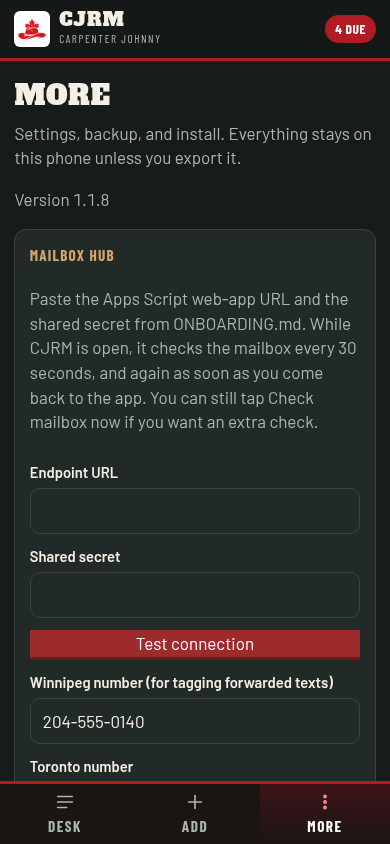 CJRM
CARPENTER JOHNNY
4 DUE
MORE
Settings, backup, and install. Everything stays on
this phone unless you export it.
Version 1.1.8
MAILBOX HUB
Paste the Apps Script web-app URL and the
shared secret from ONBOARDING.md. While
CJRM is open, it checks the mailbox every 30
seconds, and again as soon as you come
back to the app. You can still tap Check
mailbox now if you want an extra check.
Endpoint URL
Shared secret
Test connection
Winnipeg number (for tagging forwarded texts)
204-555-0140
Toronto number
DESK
ADD
MORE